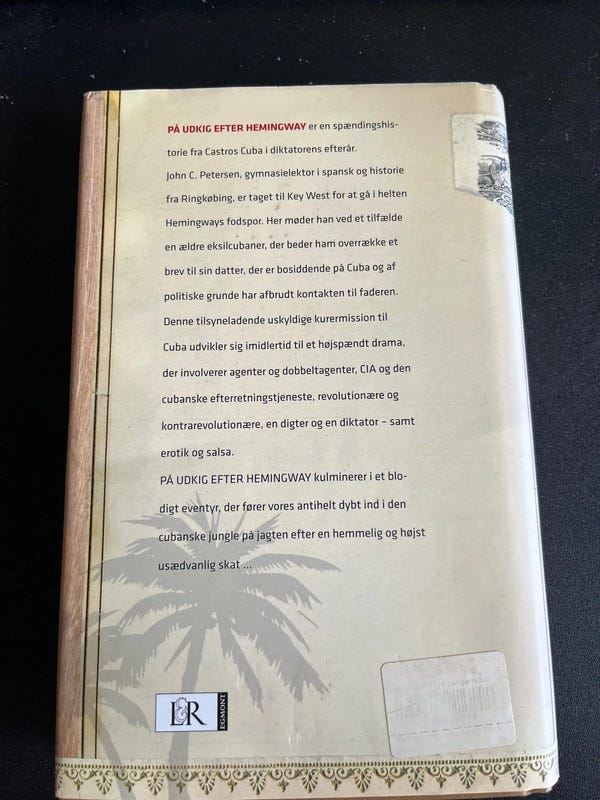 PÅ UDKIG EFTER HEMINGWAY er en spændingshis-
torie fra Castros Cuba i diktatorens efterår.
John C. Petersen, gymnasielektor i spansk og historie
fra Ringkøbing, er taget til Key West for at gå i helten
Hemingways fodspor. Her møder han ved et tilfælde
en ældre eksilcubaner, der beder ham overrække et
brev til sin datter, der er bosiddende på Cuba og af
politiske grunde har afbrudt kontakten til faderen.
Denne tilsyneladende uskyldige kurermission til
Cuba udvikler sig imidlertid til et højspændt drama,
der involverer agenter og dobbeltagenter, CIA og den
cubanske efterretningstjeneste, revolutionære og
kontrarevolutionære, en digter og en diktator – samt
erotik og salsa.
PÅ UDKIG EFTER HEMINGWAY kulminerer i et blo-
digt eventyr, der fører vores antihelt dybt ind i den
cubanske jungle på jagten efter en hemmelig og højst
usædvanlig skat ...
L&R
EGMONT